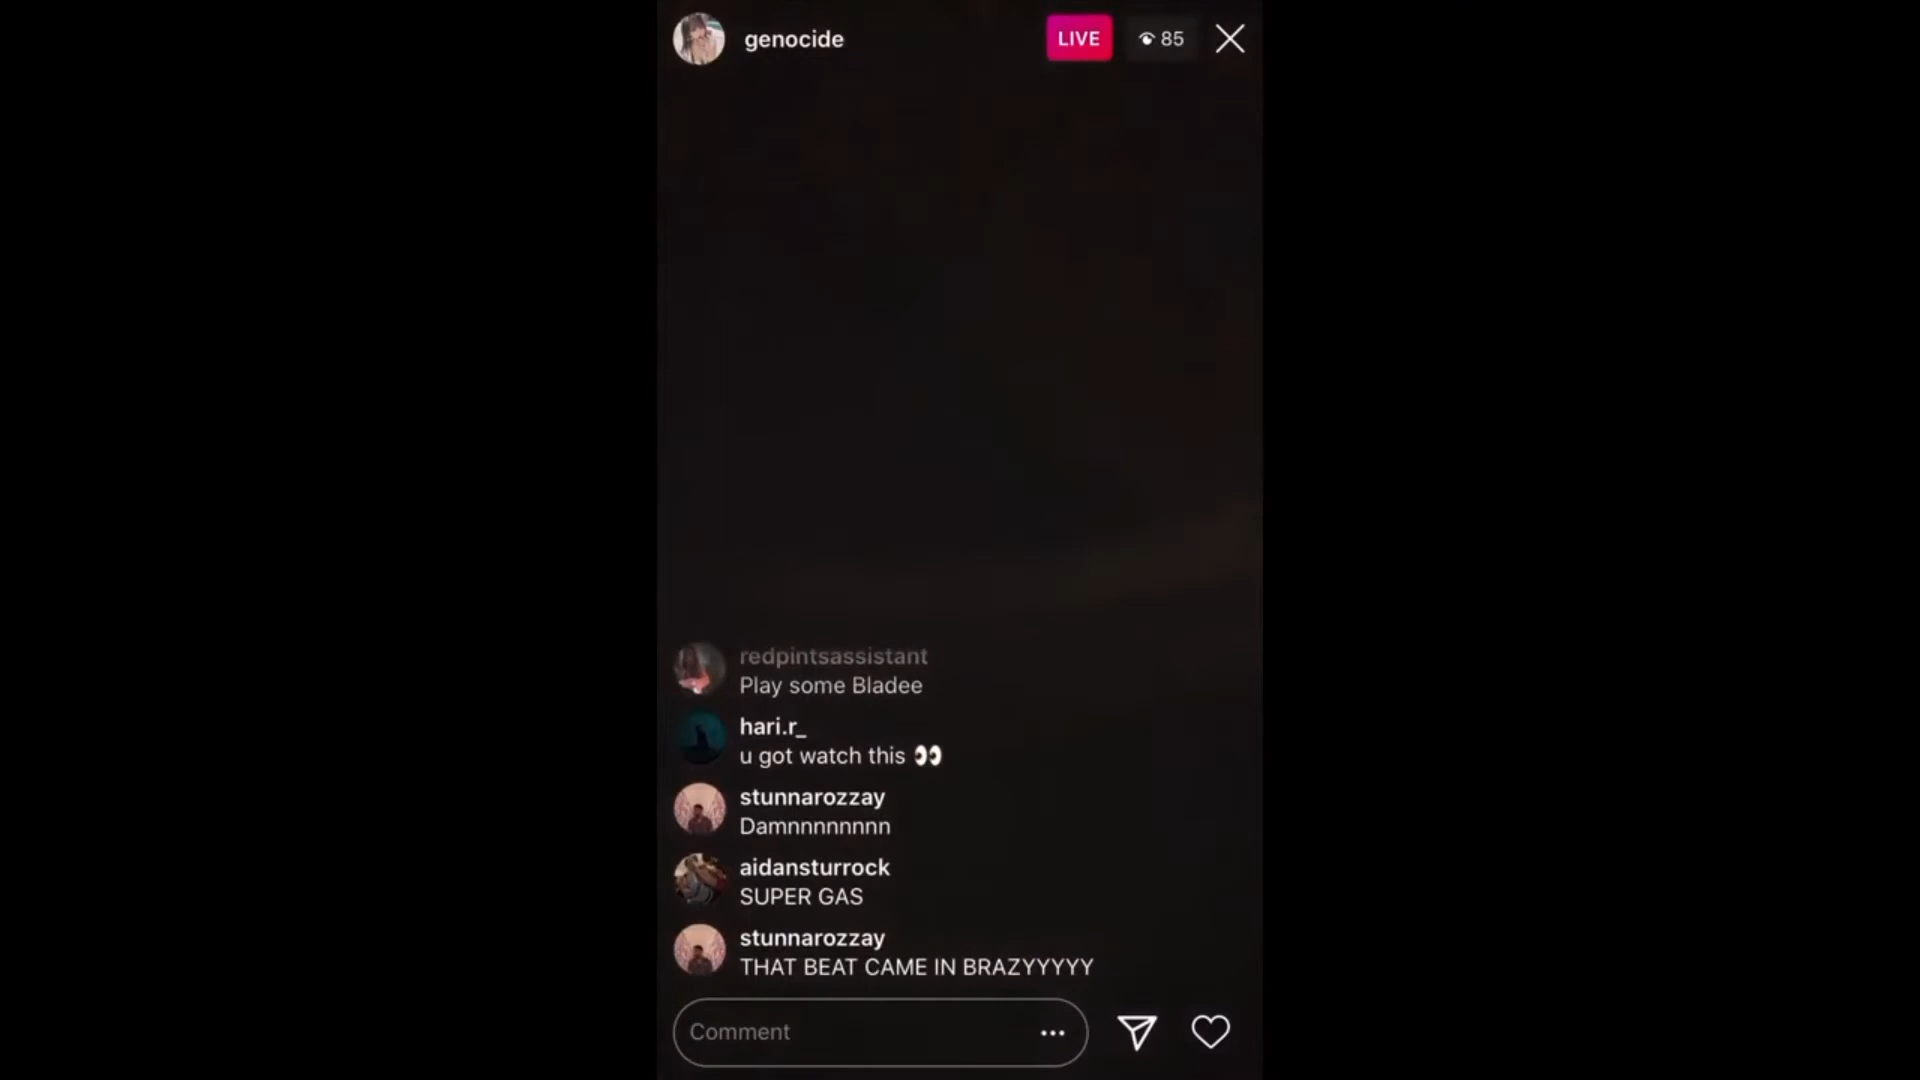 genocide
LIVE
85
redpintsassistant
Play some Bladee
hari.r_
u got watch this 👀
stunnarozzay
Damnnnnnnnn
aidansturrock
SUPER GAS
stunnarozzay
THAT BEAT CAME IN BRAZYYYYY
Comment